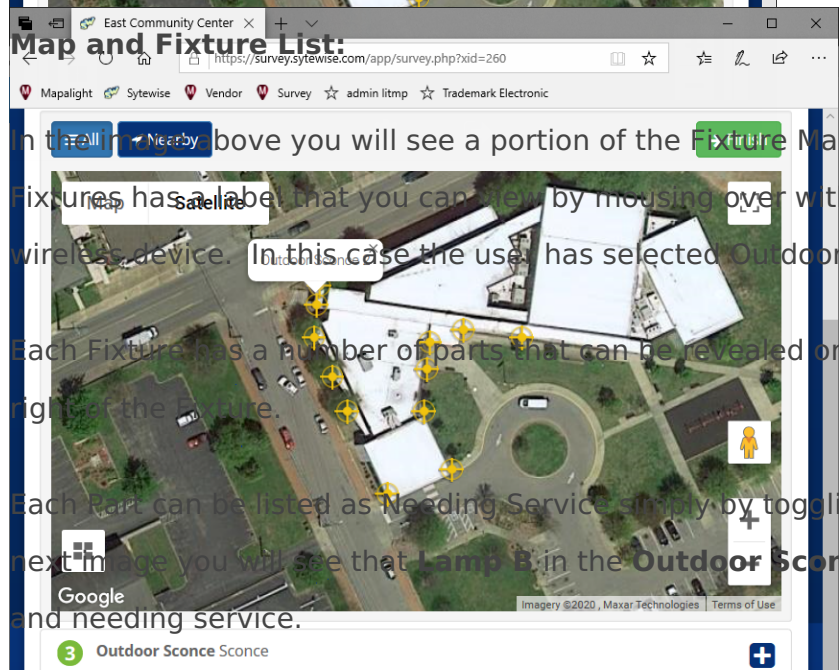 East Community Center
Map and Fixture List:
https://survey.sytewise.com/app/survey.php?xid=260
Mapalight Sytewise Vendor Survey admin litmp Trademark Electronic
All Nearby Finish
In the image above you will see a portion of the Fixture Ma
Map Satellite
Fixtures has a label that you can view by mousing over wit
wireless device. In this case the user has selected Outdoor
Outdoor Sconce
Each Fixture has a number of parts that can be revealed or
right of the Fixture.
Each Part can be listed as Needing Service simply by toggli
next image you will see that Lamp B in the Outdoor Scor
Google
Imagery ©2020 , Maxar Technologies Terms of Use
and needing service.
3 Outdoor Sconce Sconce